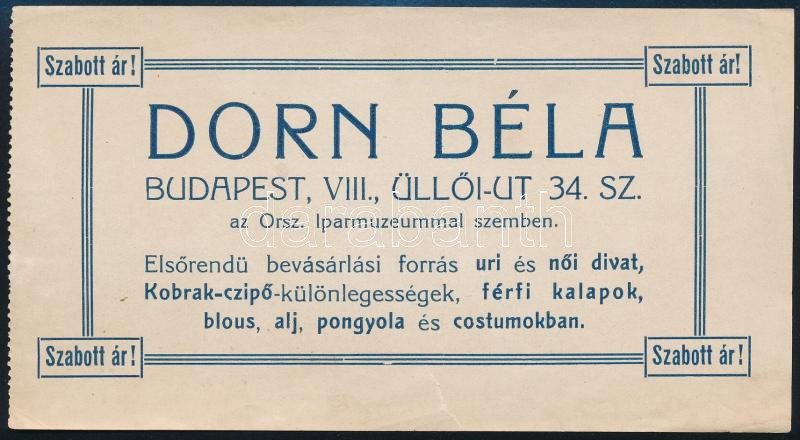 Szabott ár! Szabott ár!
DORN BÉLA
BUDAPEST, VIII., ÜLLŐI-UT 34. SZ.
az Orsz. Iparmuzeummal szemben.
darabanth
Elsőrendü bevásárlási forrás uri és női divat,
Kobrak-czipő-különlegességek, férfi kalapok,
blous, alj, pongyola és costumokban.
Szabott ár! Szabott ár!